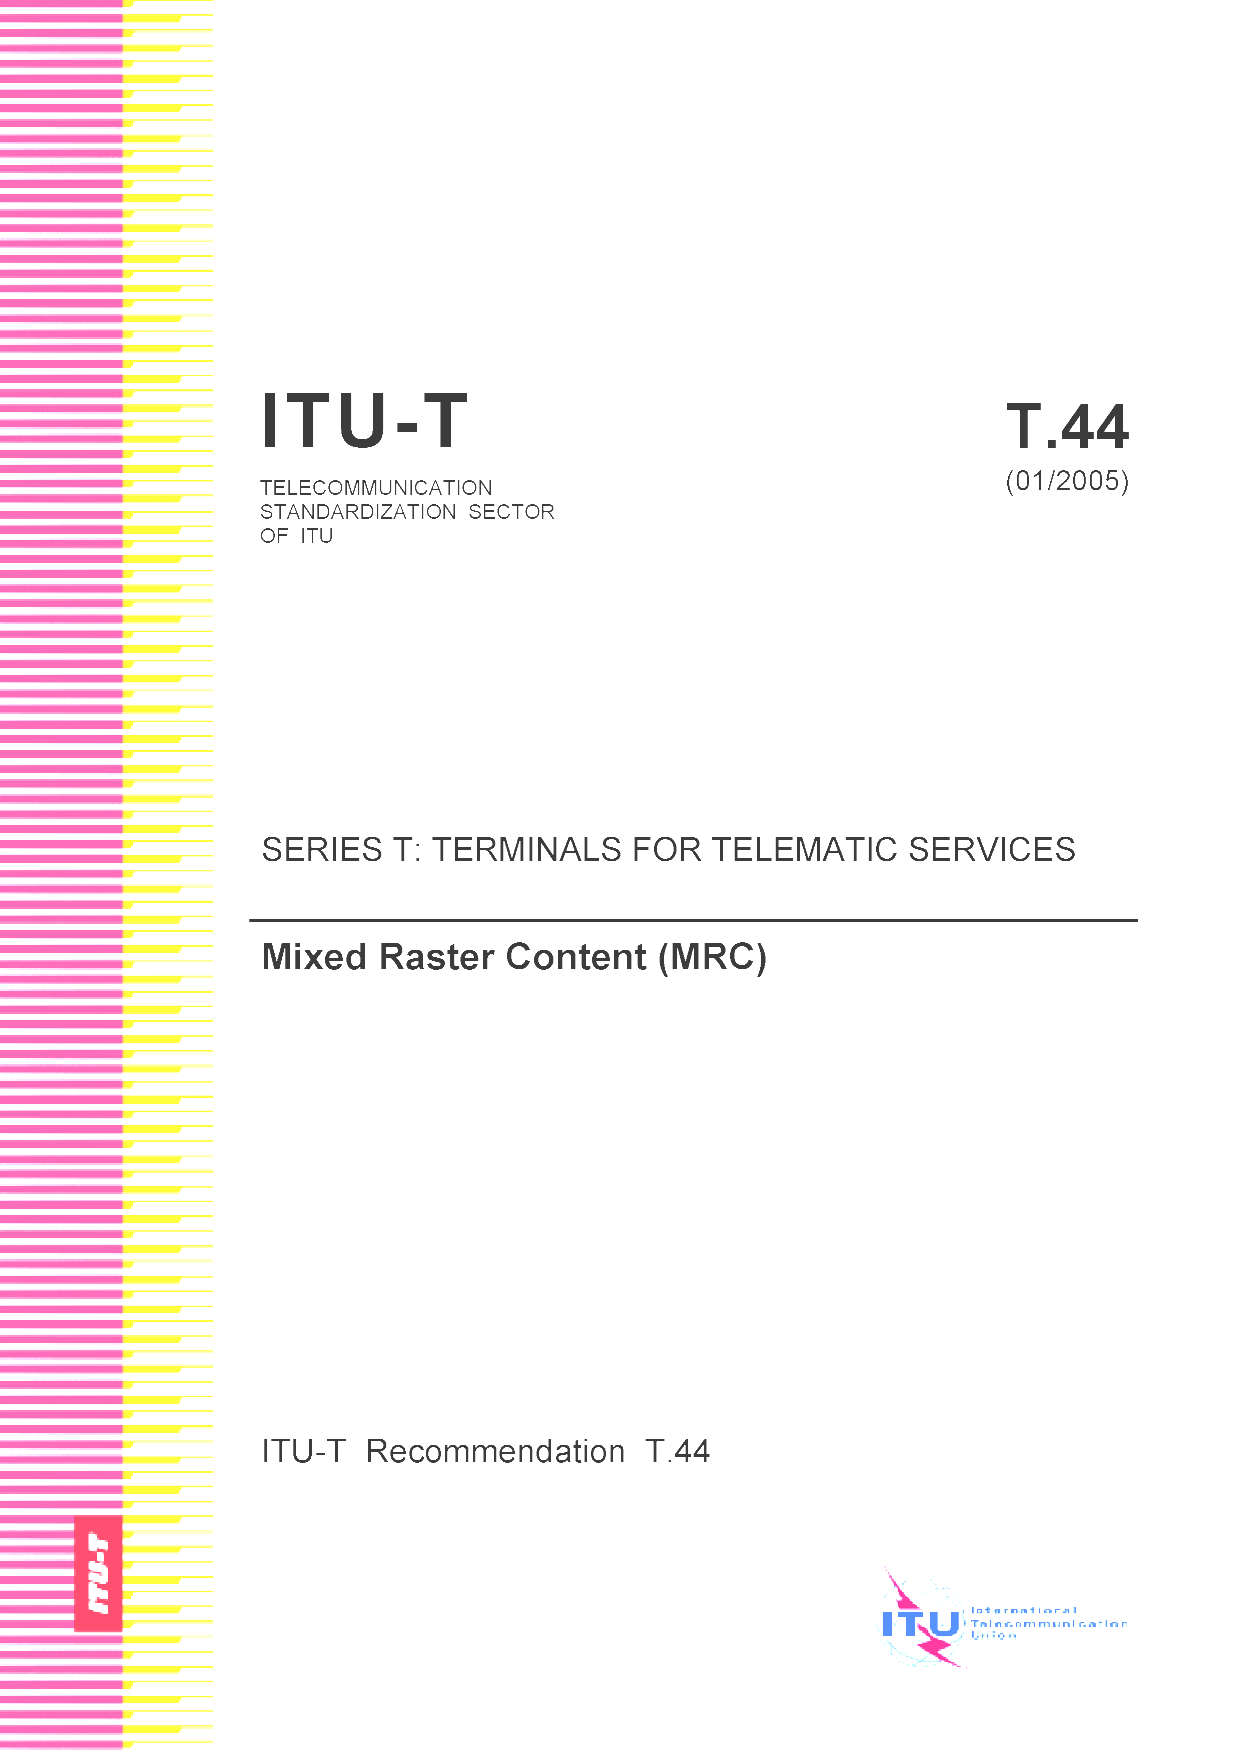 ITU-T
T.44
TELECOMMUNICATION
STANDARDIZATION SECTOR
OF ITU
(01/2005)
SERIES T: TERMINALS FOR TELEMATIC SERVICES
Mixed Raster Content (MRC)
ITU-T Recommendation T.44
ITU-T
ITU
International
Telecommunication
Union